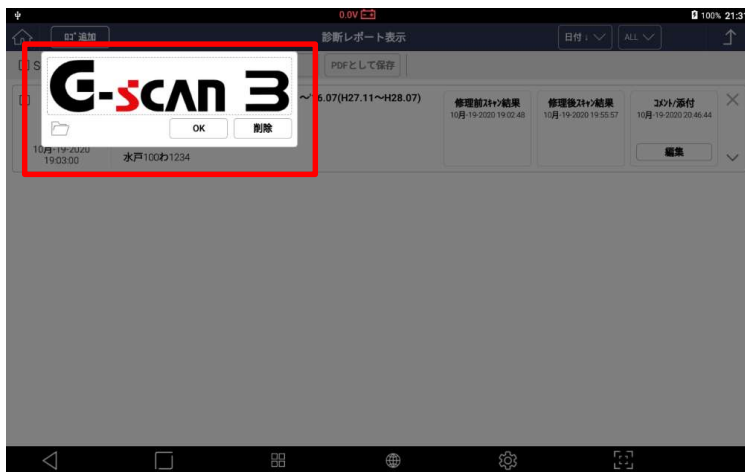 0.0V
100% 21:31
ﾛｺﾞ追加
診断レポート表示
日付↓
ALL
S
PDFとして保存
G-scan 3
OK
削除
～16.07(H27.11～H28.07)
修理前ｽｷｬﾝ結果
10月-19-2020 19:02:48
修理後ｽｷｬﾝ結果
10月-19-2020 19:55:57
ｺﾒﾝﾄ/添付
10月-19-2020 20:46:44
編集
10月-19-2020
19:03:00
水戸100わ1234